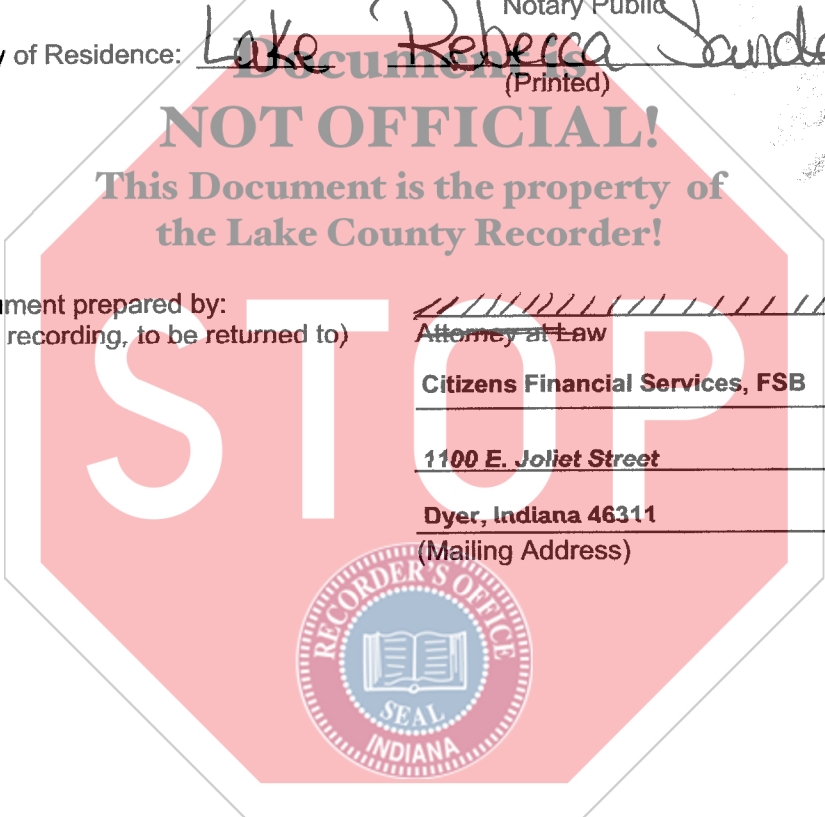 Notary Public
y of Residence: Lake Rebecca Sande
(Printed)
Document is
NOT OFFICIAL!
This Document is the property of
the Lake County Recorder!
ument prepared by:
recording, to be returned to)
Attorney at Law
Citizens Financial Services, FSB
1100 E. Joliet Street
Dyer, Indiana 46311
(Mailing Address)
STOP
RECORDER'S OFFICE
SEAL
INDIANA